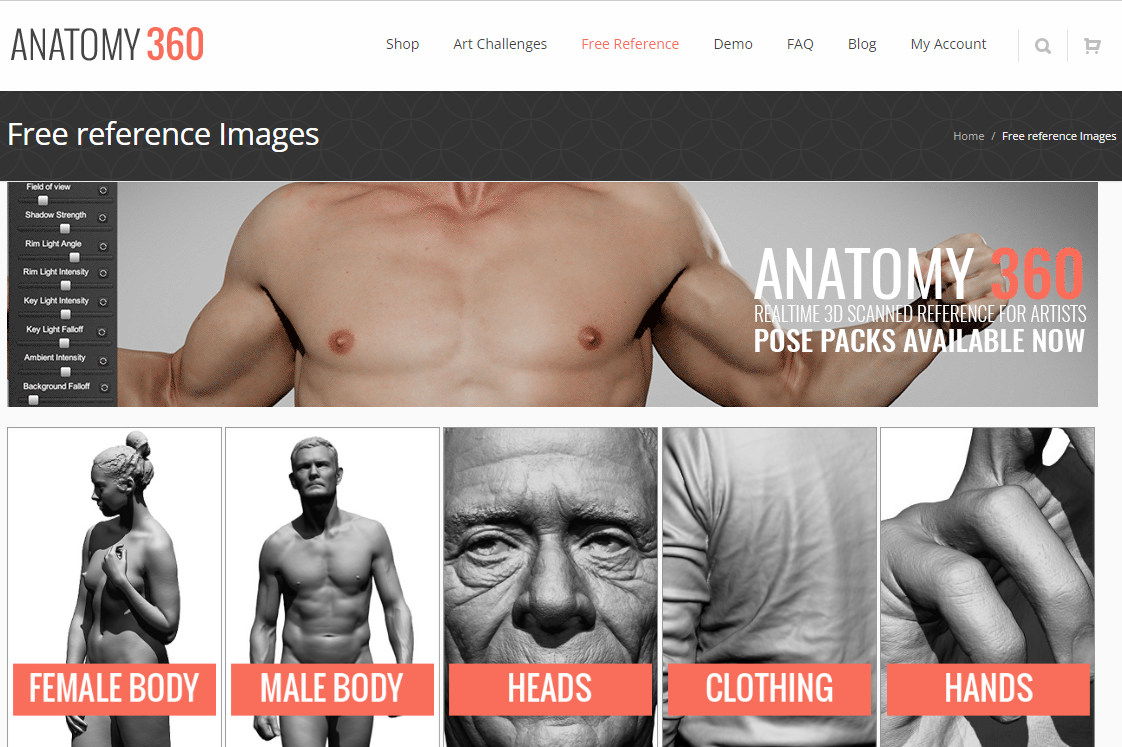 ANATOMY 360
Shop
Art Challenges
Free Reference
Demo
FAQ
Blog
My Account
Free reference Images
Home / Free reference Images
Field of view
Shadow Strength
Rim Light Angle
Rim Light Intensity
Key Light Intensity
Key Light Falloff
Ambient Intensity
Background Falloff
ANATOMY 360
REALTIME 3D SCANNED REFERENCE FOR ARTISTS
POSE PACKS AVAILABLE NOW
FEMALE BODY
MALE BODY
HEADS
CLOTHING
HANDS